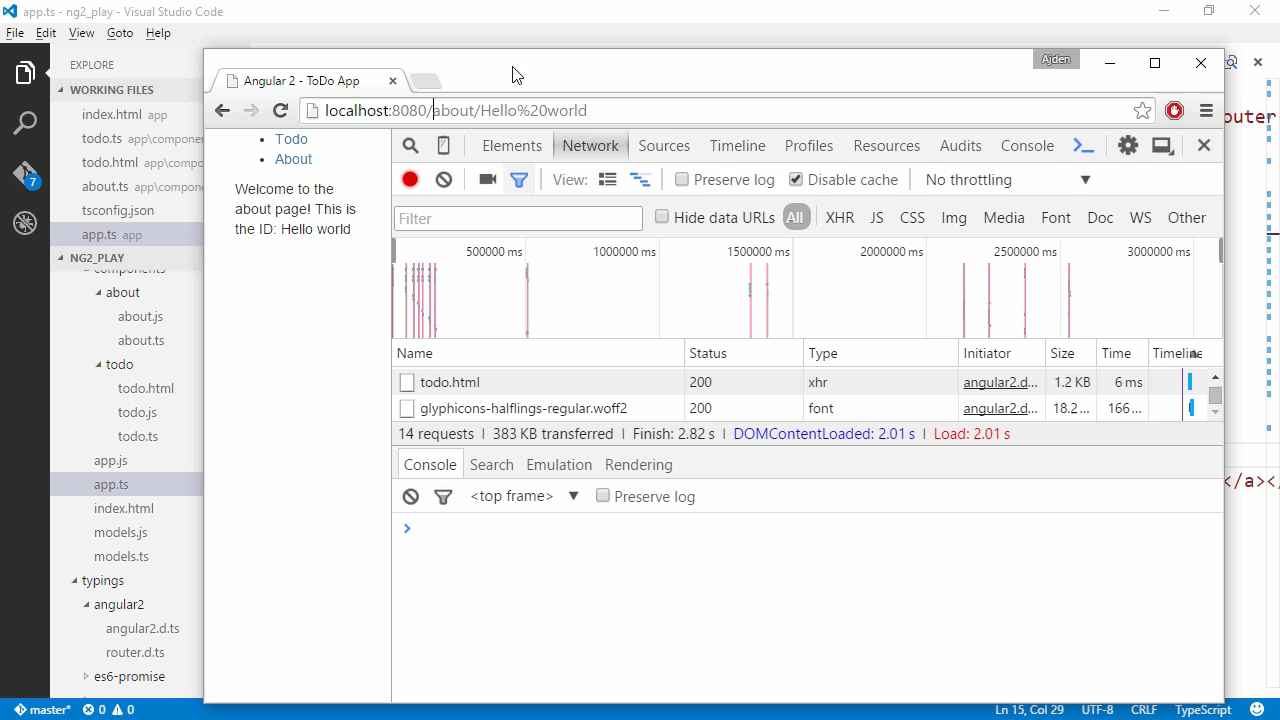 app.ts - ng2_play - Visual Studio Code
File Edit View Goto Help
EXPLORE
WORKING FILES
index.html app
todo.ts app\compone
todo.html app\compo
about.ts app\compone
tsconfig.json
app.ts app
NG2_PLAY
components
about
about.js
about.ts
todo
todo.html
todo.js
todo.ts
app.js
app.ts
index.html
models.js
models.ts
typings
angular2
angular2.d.ts
router.d.ts
es6-promise
7
Ajden
Angular 2 - ToDo App
localhost:8080/about/Hello%20world
Todo
About
Welcome to the
about page! This is
the ID: Hello world
Elements Network Sources Timeline Profiles Resources Audits Console
View: Preserve log Disable cache No throttling
Filter Hide data URLs All XHR JS CSS Img Media Font Doc WS Other
500000 ms 1000000 ms 1500000 ms 2000000 ms 2500000 ms 3000000 ms
Name Status Type Initiator Size Time Timeline
todo.html 200 xhr angular2.d... 1.2 KB 6 ms
glyphicons-halflings-regular.woff2 200 font angular2.d... 18.2... 166...
14 requests | 383 KB transferred | Finish: 2.82 s | DOMContentLoaded: 2.01 s | Load: 2.01 s
Console Search Emulation Rendering
<top frame> Preserve log
outer
</a></
master* 0 0 Ln 15, Col 29 UTF-8 CRLF TypeScript